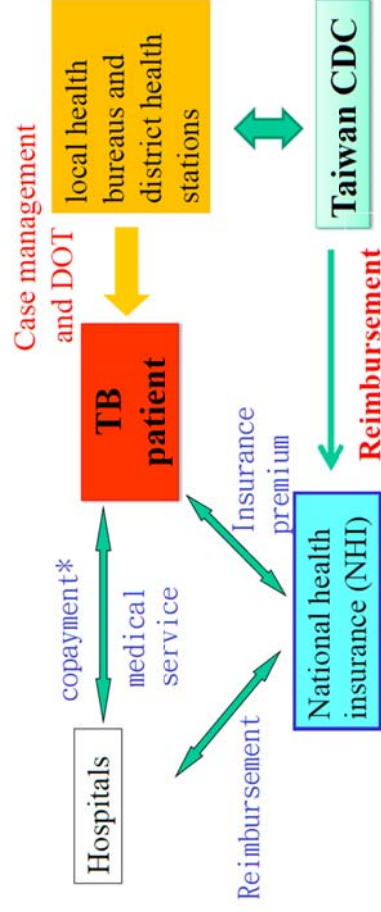 Case management
and DOT
local health
bureaus and
district health
stations
TB
patient
copayment*
medical
service
Hospitals
Insurance
premium
Reimbursement
National health
insurance (NHI)
Reimbursement
Taiwan CDC